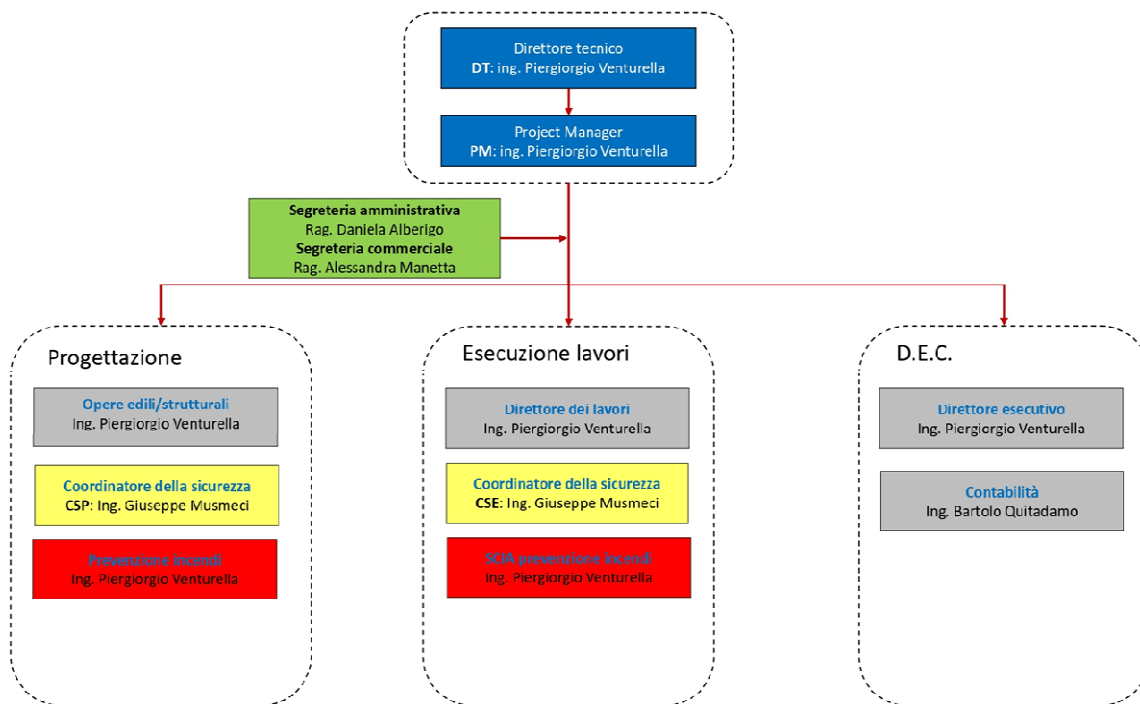 Direttore tecnico
DT: ing. Piergiorgio Venturella
Project Manager
PM: ing. Piergiorgio Venturella
Segreteria amministrativa
Rag. Daniela Alberigo
Segreteria commerciale
Rag. Alessandra Manetta
Progettazione
Opere edili/strutturali
Ing. Piergiorgio Venturella
Coordinatore della sicurezza
CSP: Ing. Giuseppe Musmeci
Prevenzione incendi
Ing. Piergiorgio Venturella
Esecuzione lavori
Direttore dei lavori
Ing. Piergiorgio Venturella
Coordinatore della sicurezza
CSE: Ing. Giuseppe Musmeci
SCIA prevenzione incendi
Ing. Piergiorgio Venturella
D.E.C.
Direttore esecutivo
Ing. Piergiorgio Venturella
Contabilità
Ing. Bartolo Quitadamo